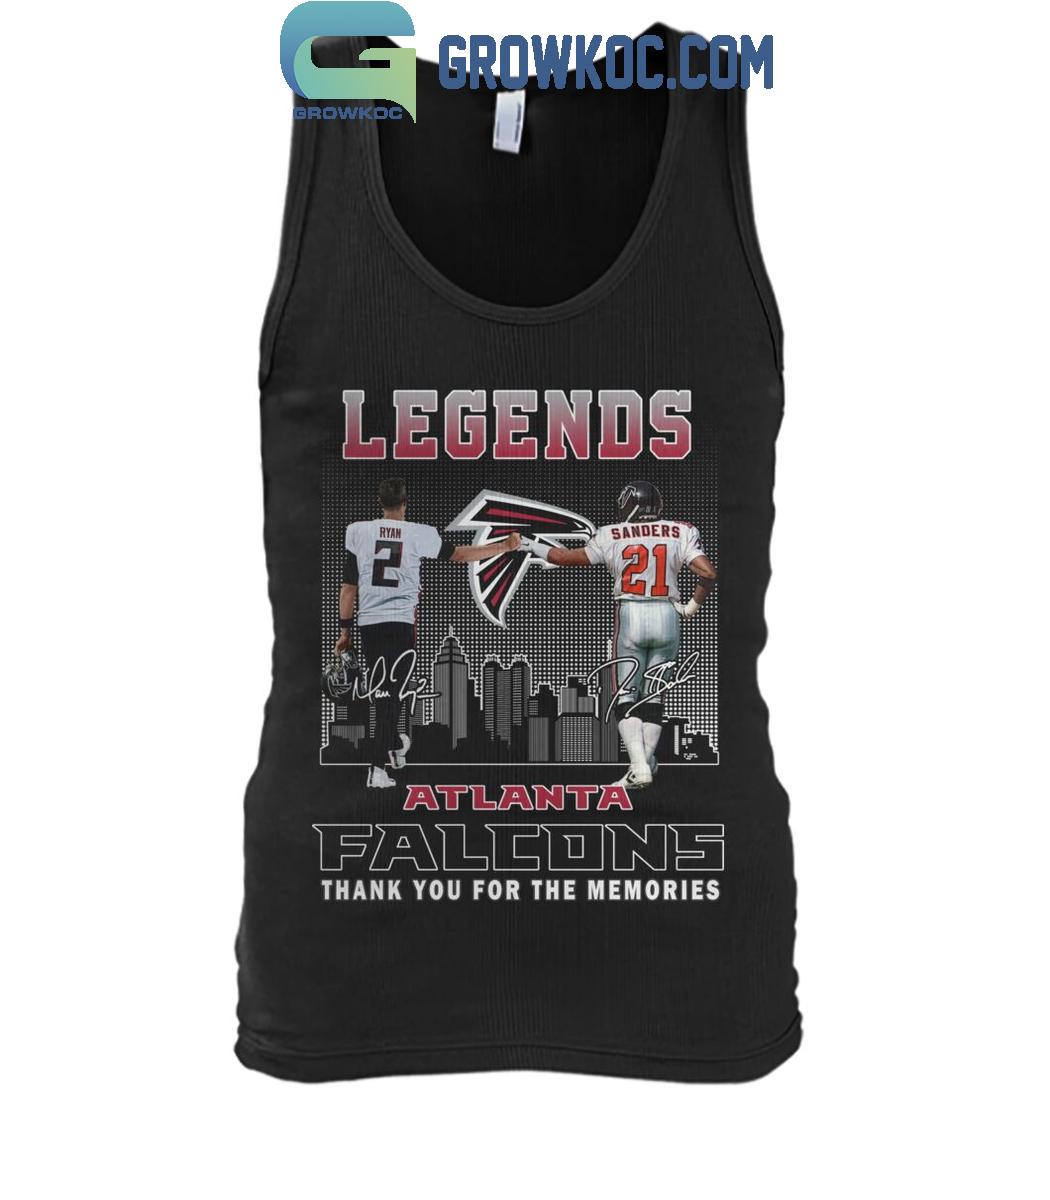 GROWKOC
GROWKOC.COM
LEGENDS
RYAN
2
SANDERS
21
ATLANTA
FALCONS
THANK YOU FOR THE MEMORIES